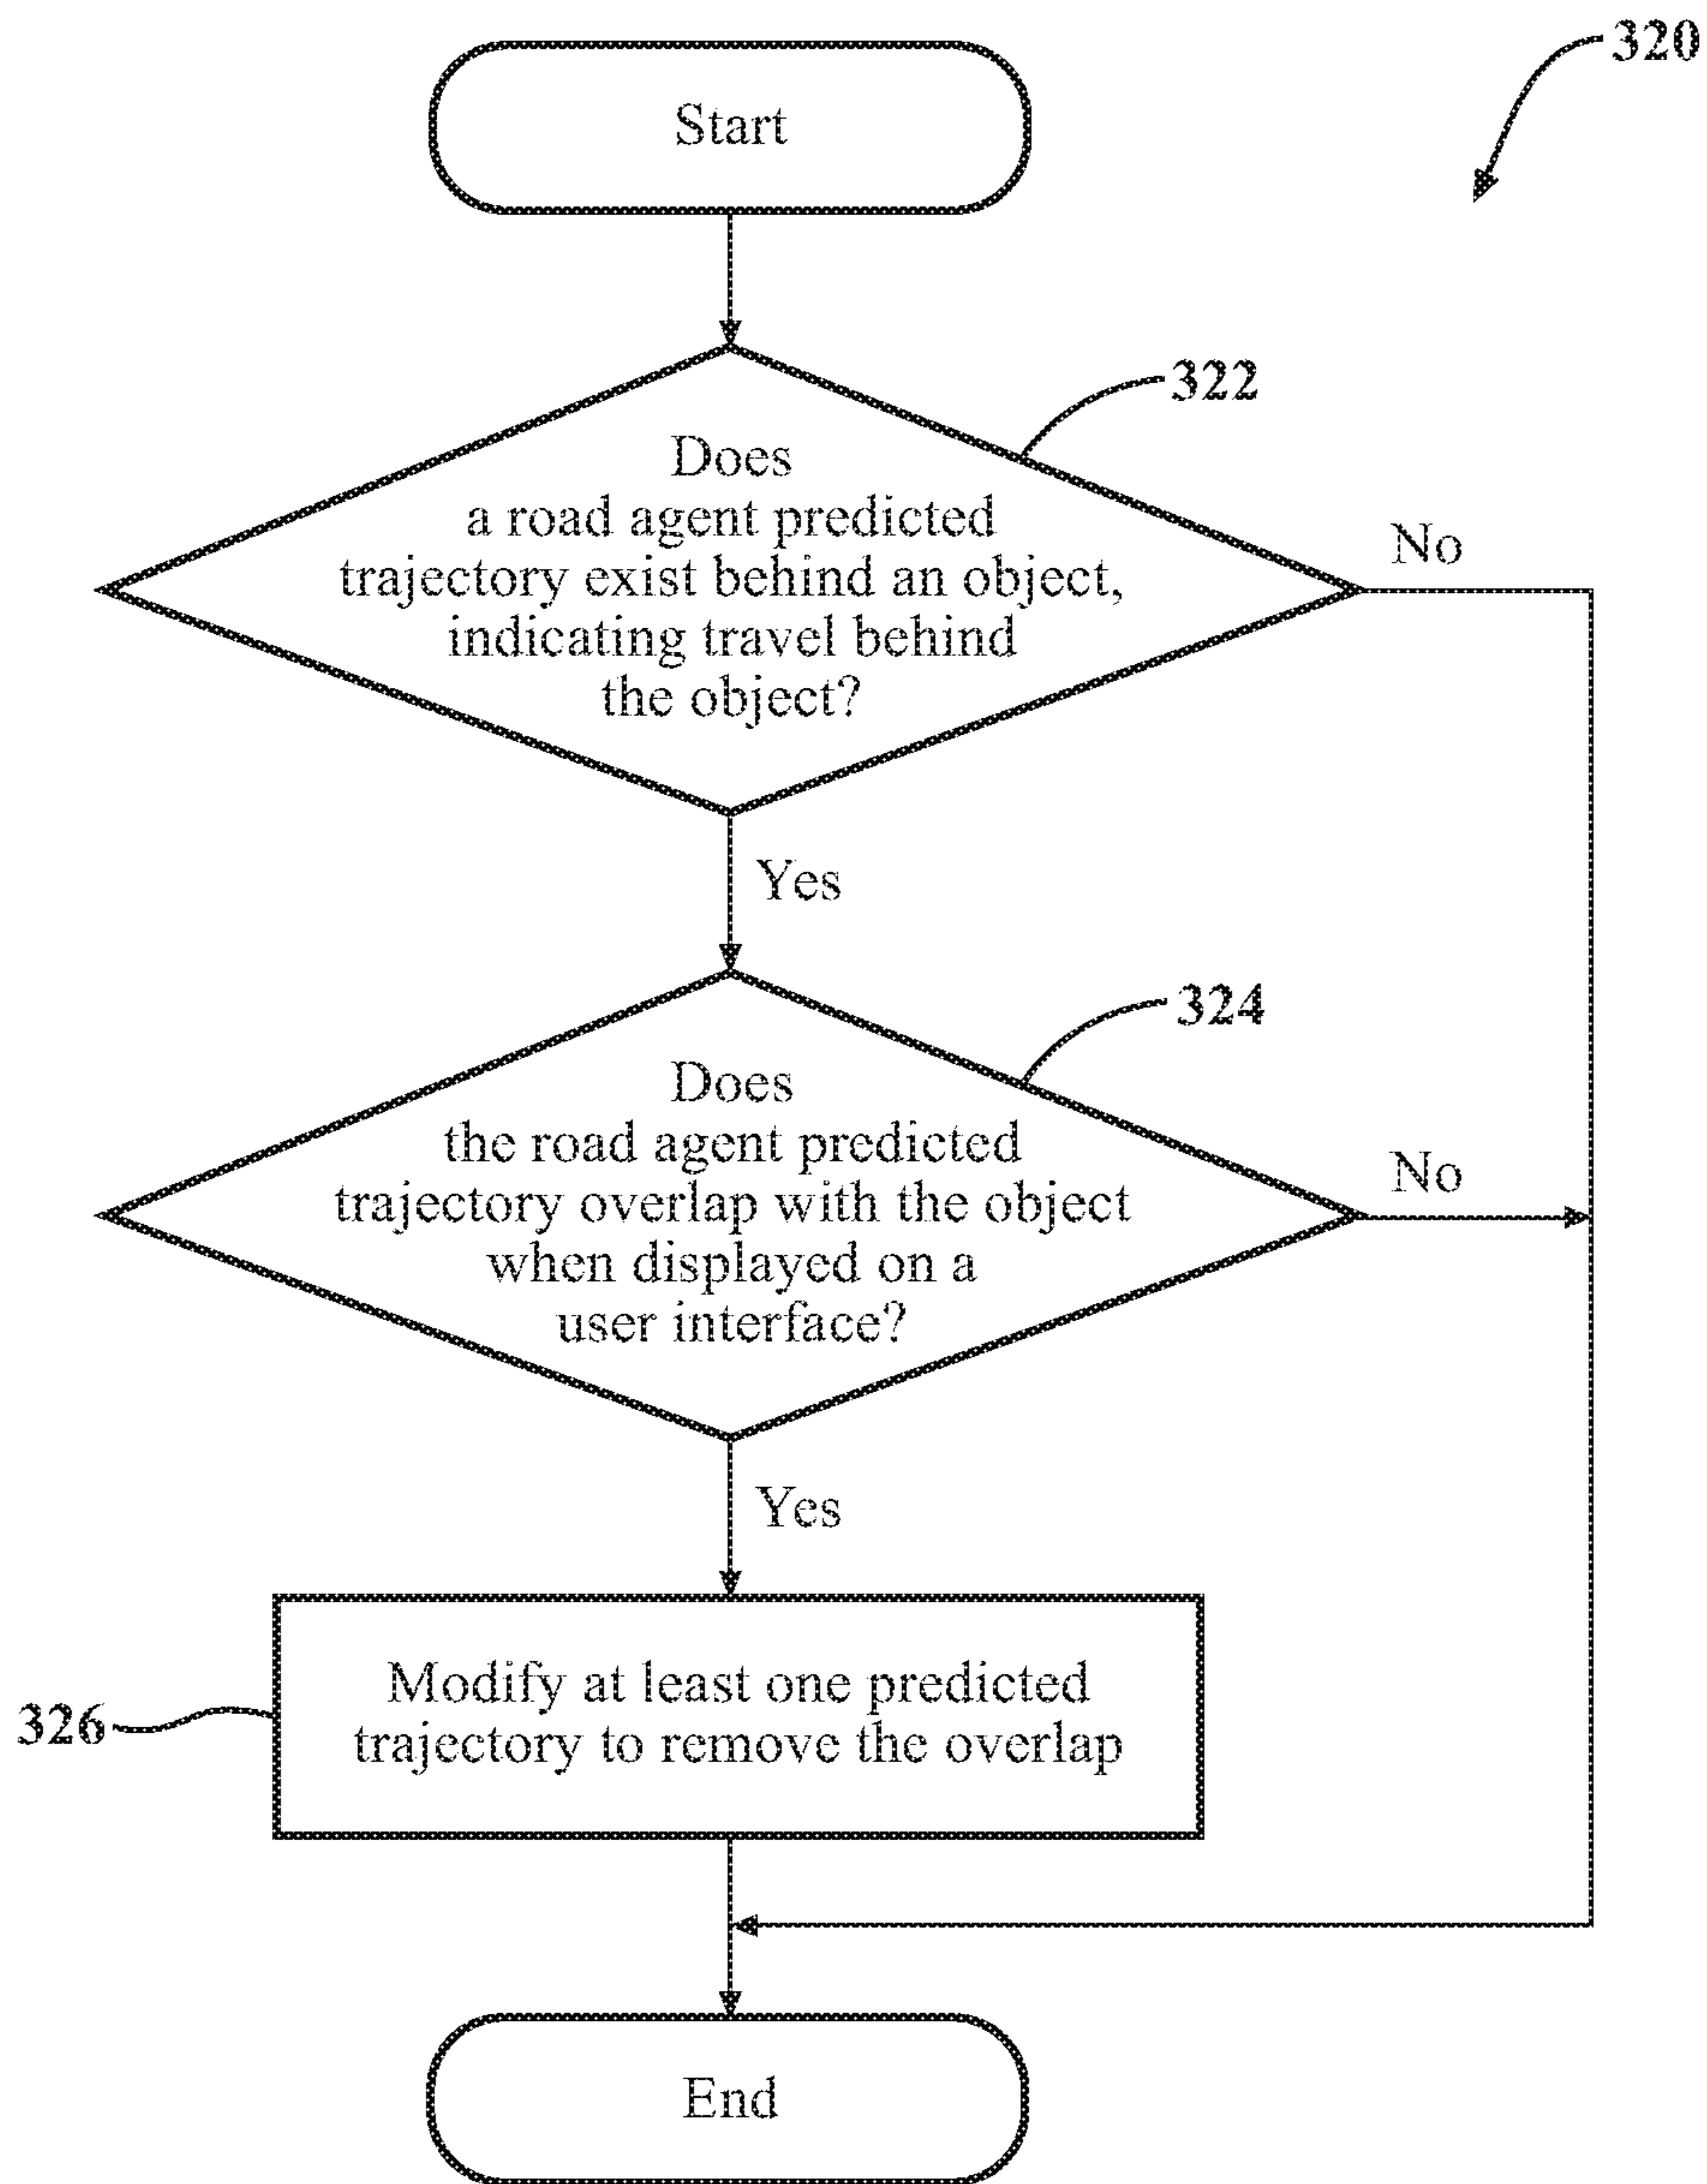 320
Start
322
Does
a road agent predicted
trajectory exist behind an object,
indicating travel behind
the object?
No
Yes
324
Does
the road agent predicted
trajectory overlap with the object
when displayed on a
user interface?
No
Yes
326
Modify at least one predicted
trajectory to remove the overlap
End